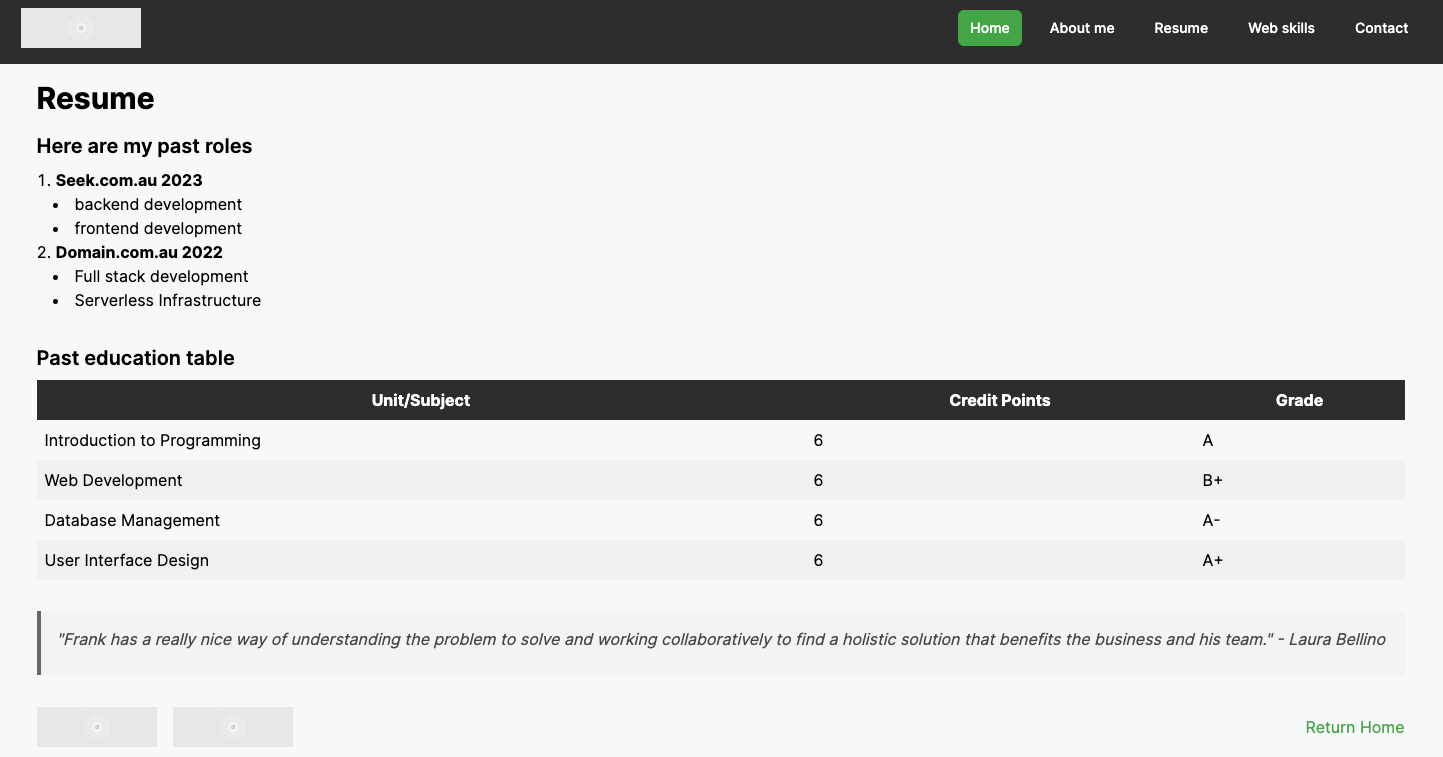 Home About me Resume Web skills Contact
Resume
Here are my past roles
1. Seek.com.au 2023
• backend development
• frontend development
2. Domain.com.au 2022
• Full stack development
• Serverless Infrastructure
Past education table
Unit/Subject Credit Points Grade
Introduction to Programming 6 A
Web Development 6 B+
Database Management 6 A-
User Interface Design 6 A+
"Frank has a really nice way of understanding the problem to solve and working collaboratively to find a holistic solution that benefits the business and his team." - Laura Bellino
Return Home